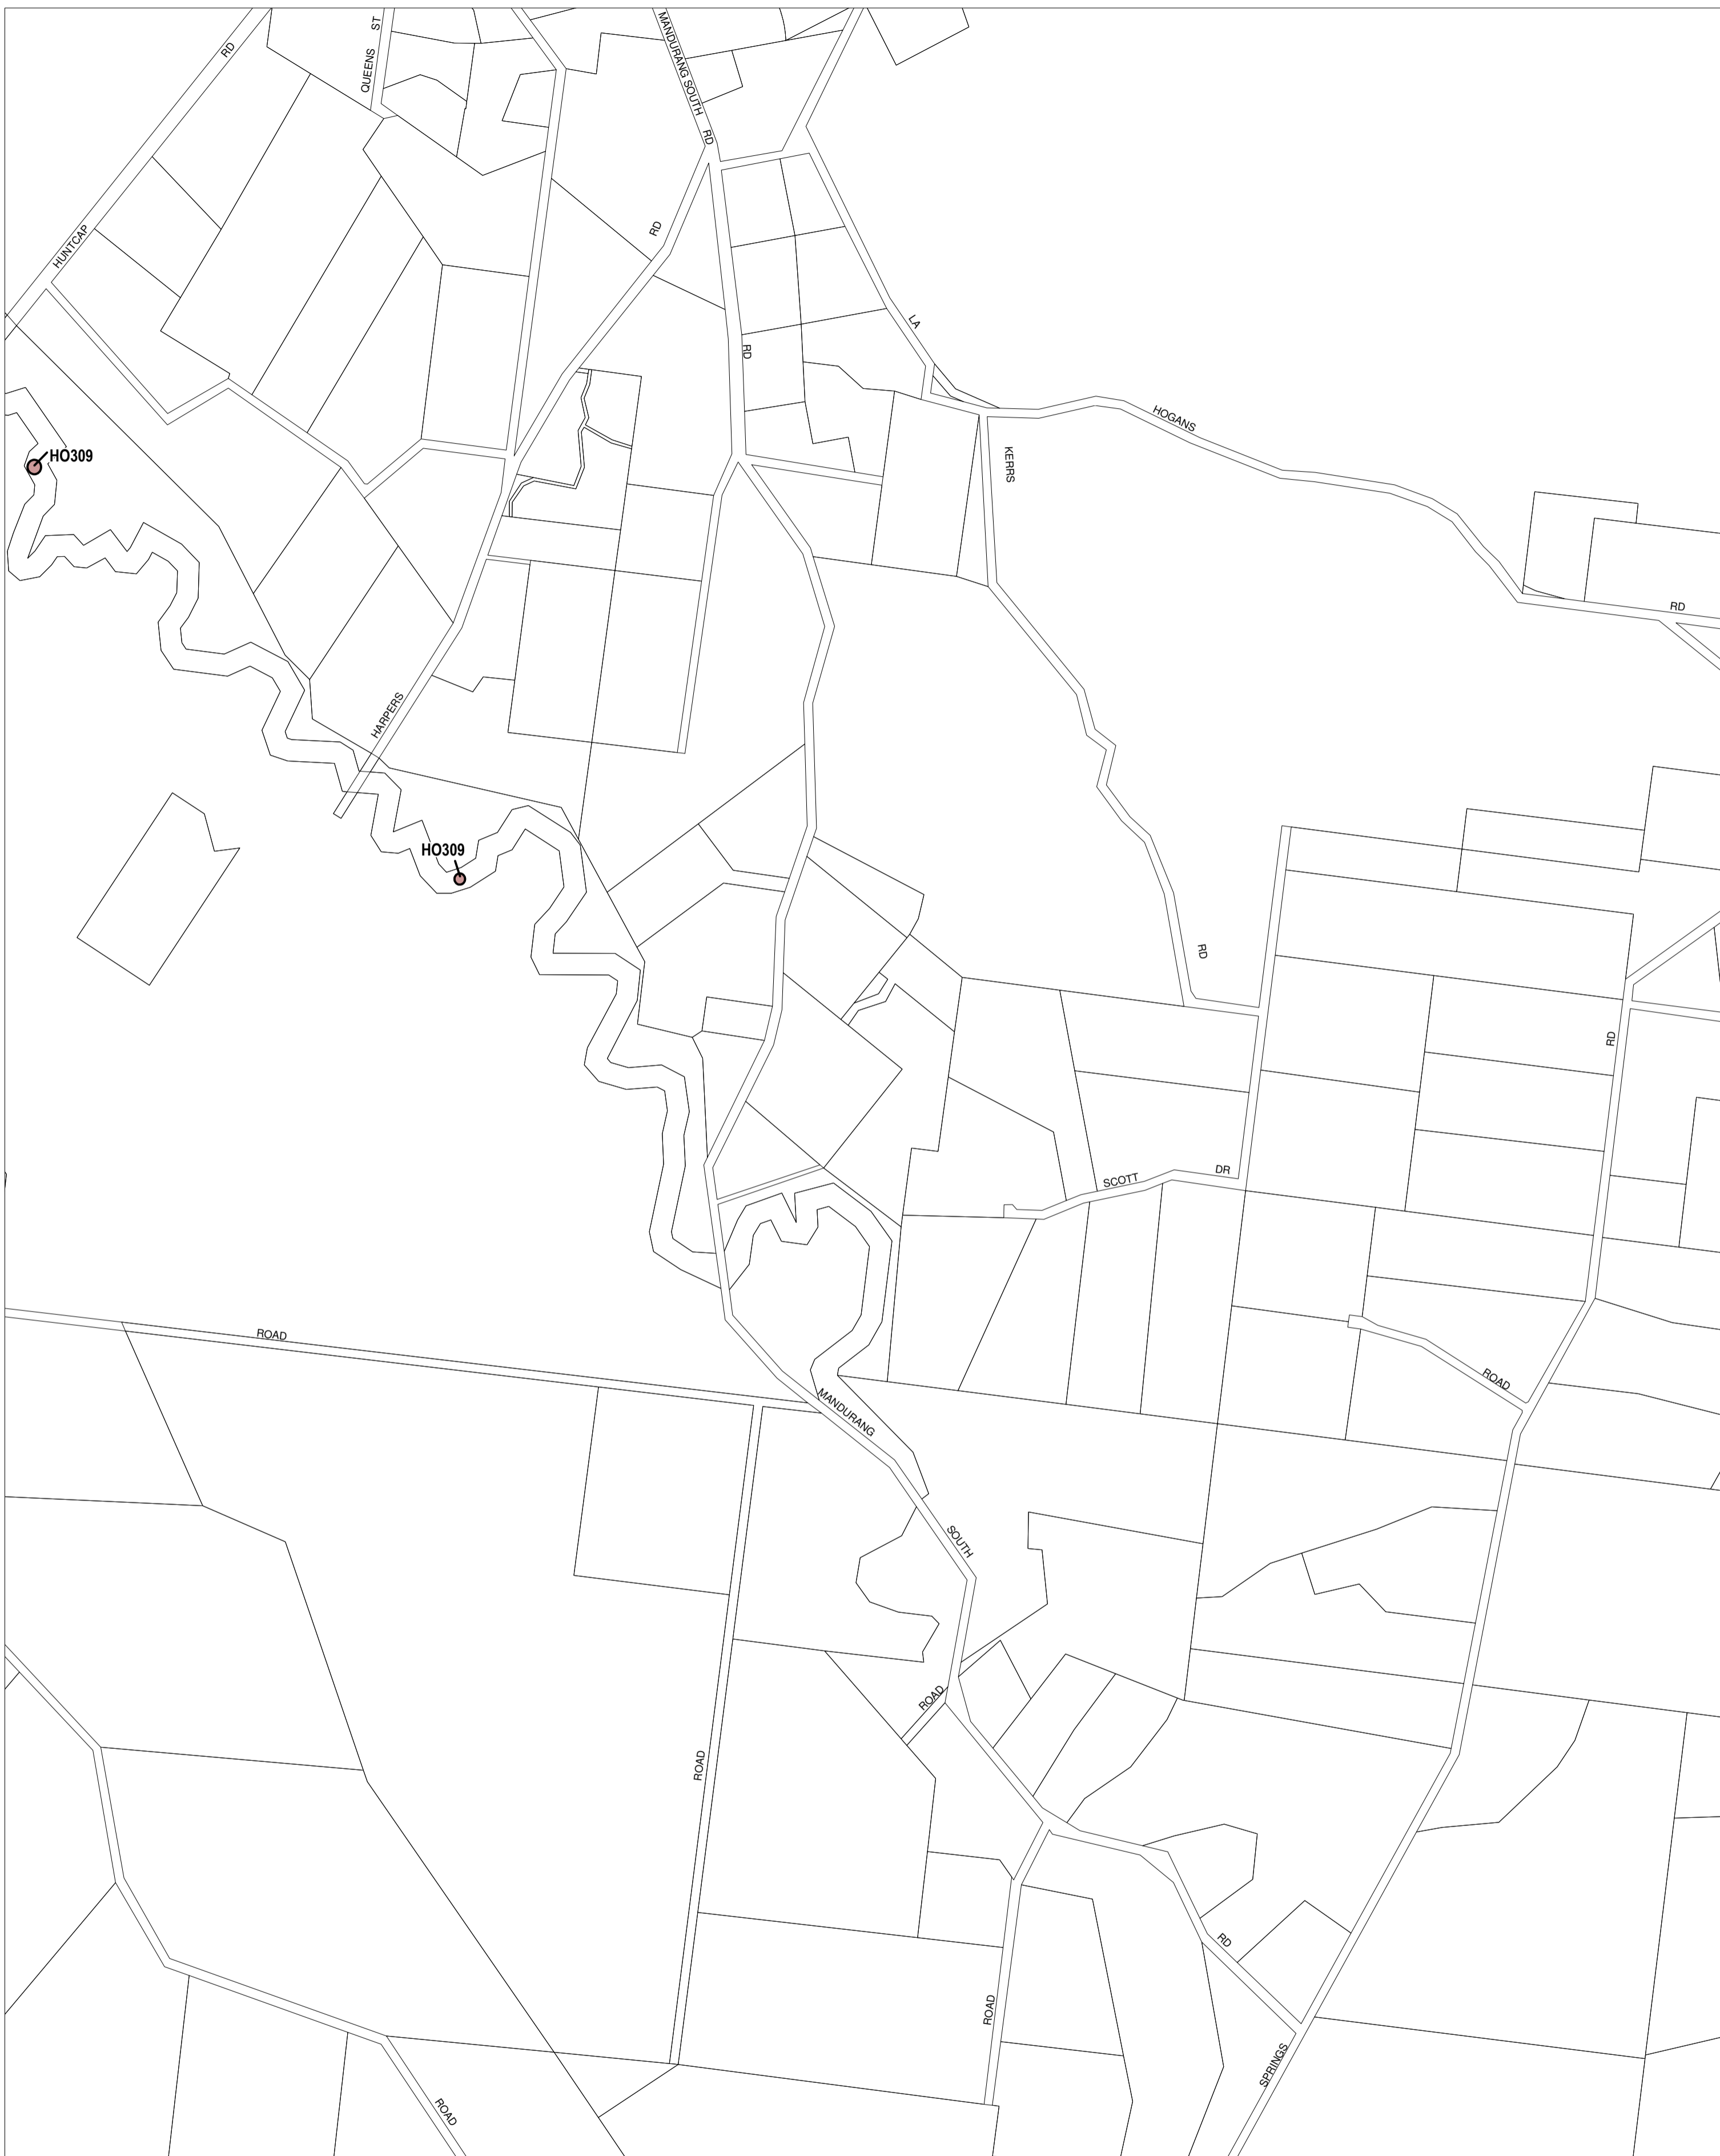 ST
QUEENS
RD
MANDURANG SOUTH
RD
RD
HUNTCAP
LA
RD
HOGANS
HO309
KERRS
RD
HARPERS
HO309
RD
RD
SCOTT
DR
ROAD
ROAD
MANDURANG
SOUTH
ROAD
ROAD
RD
ROAD
SPRINGS
ROAD